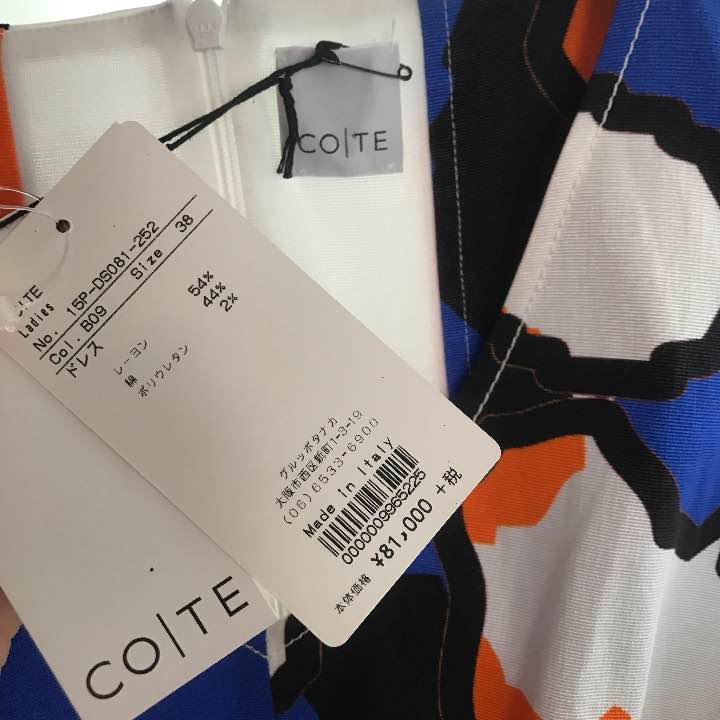 CO|TE
Ladies
No. 15P-DS081-252
Col. B09 Size 38
ドレス
レーヨン 54%
綿 44%
ポリウレタン 2%
グルッポタナカ
大阪市西区新町1-3-19
(06)6533-6900
Made in Italy
0000009965225
本体価格 ¥81,000 +税
CO|TE